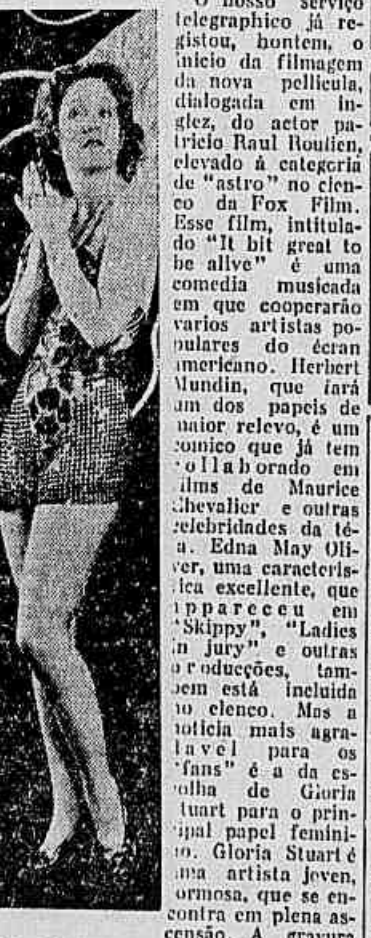 O nosso serviço
telegraphico já re-
gistou, hontem, o
inicio da filmagem
da nova pellicula,
dialogada em in-
glez, do actor pa-
tricio Raul Roulien,
elevado á categoria
de "astro" no elen-
co da Fox Film.
Esse film, intitula-
do "It bit great to
be alive" é uma
comedia musicada
em que cooperarão
varios artistas po-
pulares do écran
americano. Herbert
Mundin, que fará
um dos papeis de
maior relevo, é um
comico que já tem
collaborado em
films de Maurice
Chevalier e outras
celebridades da té-
la. Edna May Oli-
ver, uma caracteris-
tica excellente, que
appareceu em
"Skippy", "Ladies
in jury" e outras
producções, tam-
bem está incluida
no elenco. Mas a
noticia mais agra-
davel para os
"fans" é a da es-
colha de Gloria
Stuart para o prin-
cipal papel femini-
no. Gloria Stuart é
uma artista joven,
formosa, que se en-
contra em plena as-
censão. A gravura